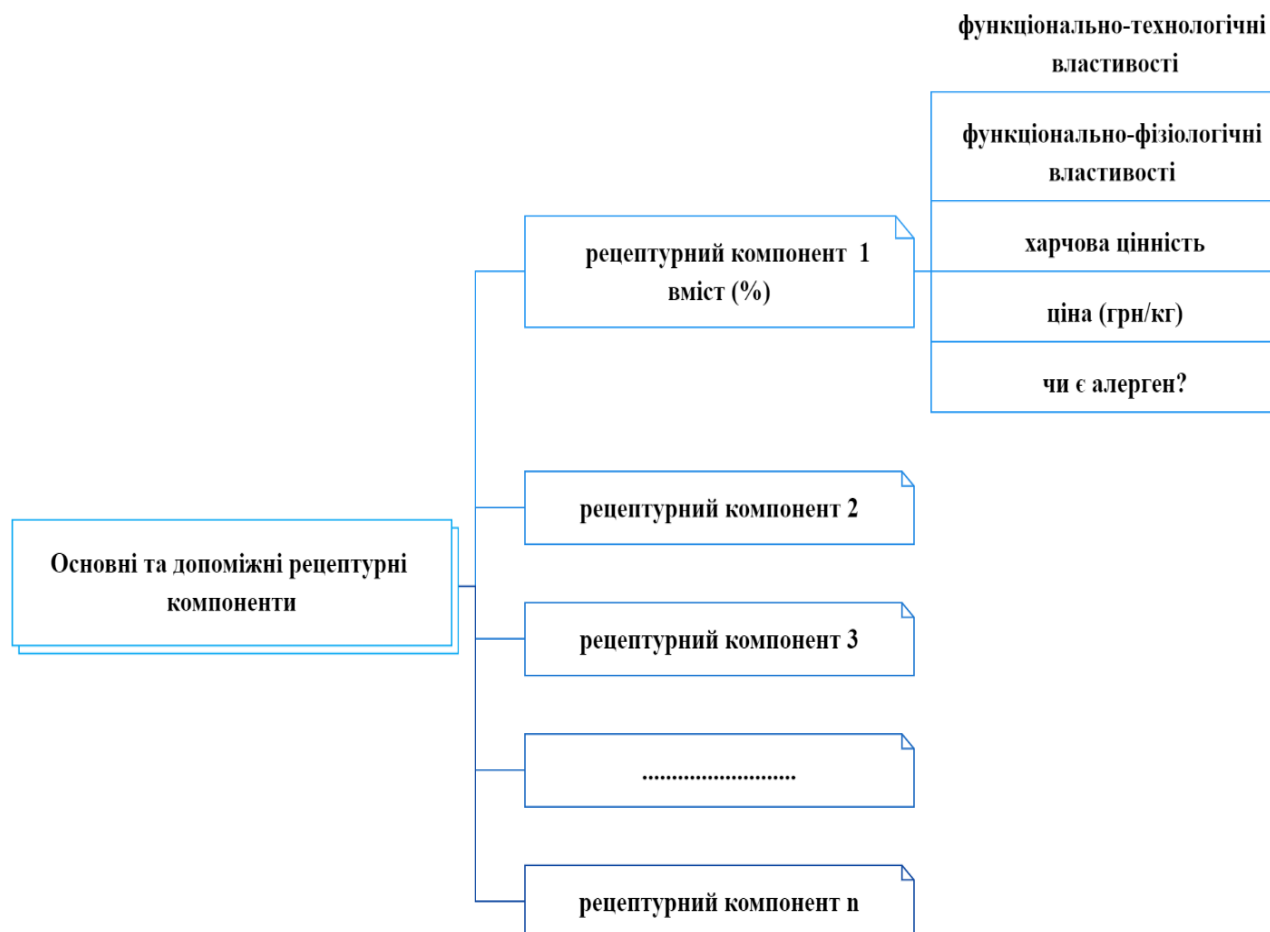 функціонально-технологічні
властивості
функціонально-фізіологічні
властивості
рецептурний компонент  1
вміст (%)
харчова цінність
ціна (грн/кг)
чи є алерген?
рецептурний компонент 2
Основні та допоміжні рецептурні
компоненти
рецептурний компонент 3
..........................
рецептурний компонент n